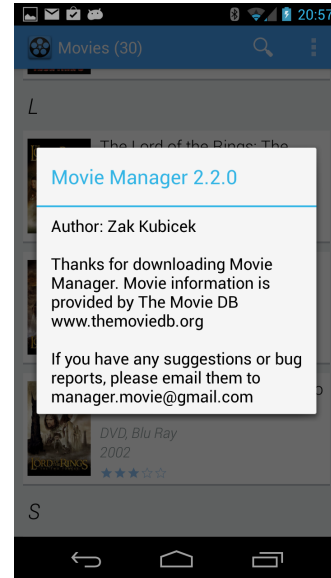 20:57
Movies (30)
L
The Lord of the Rings: The
Movie Manager 2.2.0
Author: Zak Kubicek
Thanks for downloading Movie
Manager. Movie information is
provided by The Movie DB
www.themoviedb.org
If you have any suggestions or bug
reports, please email them to
manager.movie@gmail.com
DVD, Blu Ray
2002
LORD RINGS
S